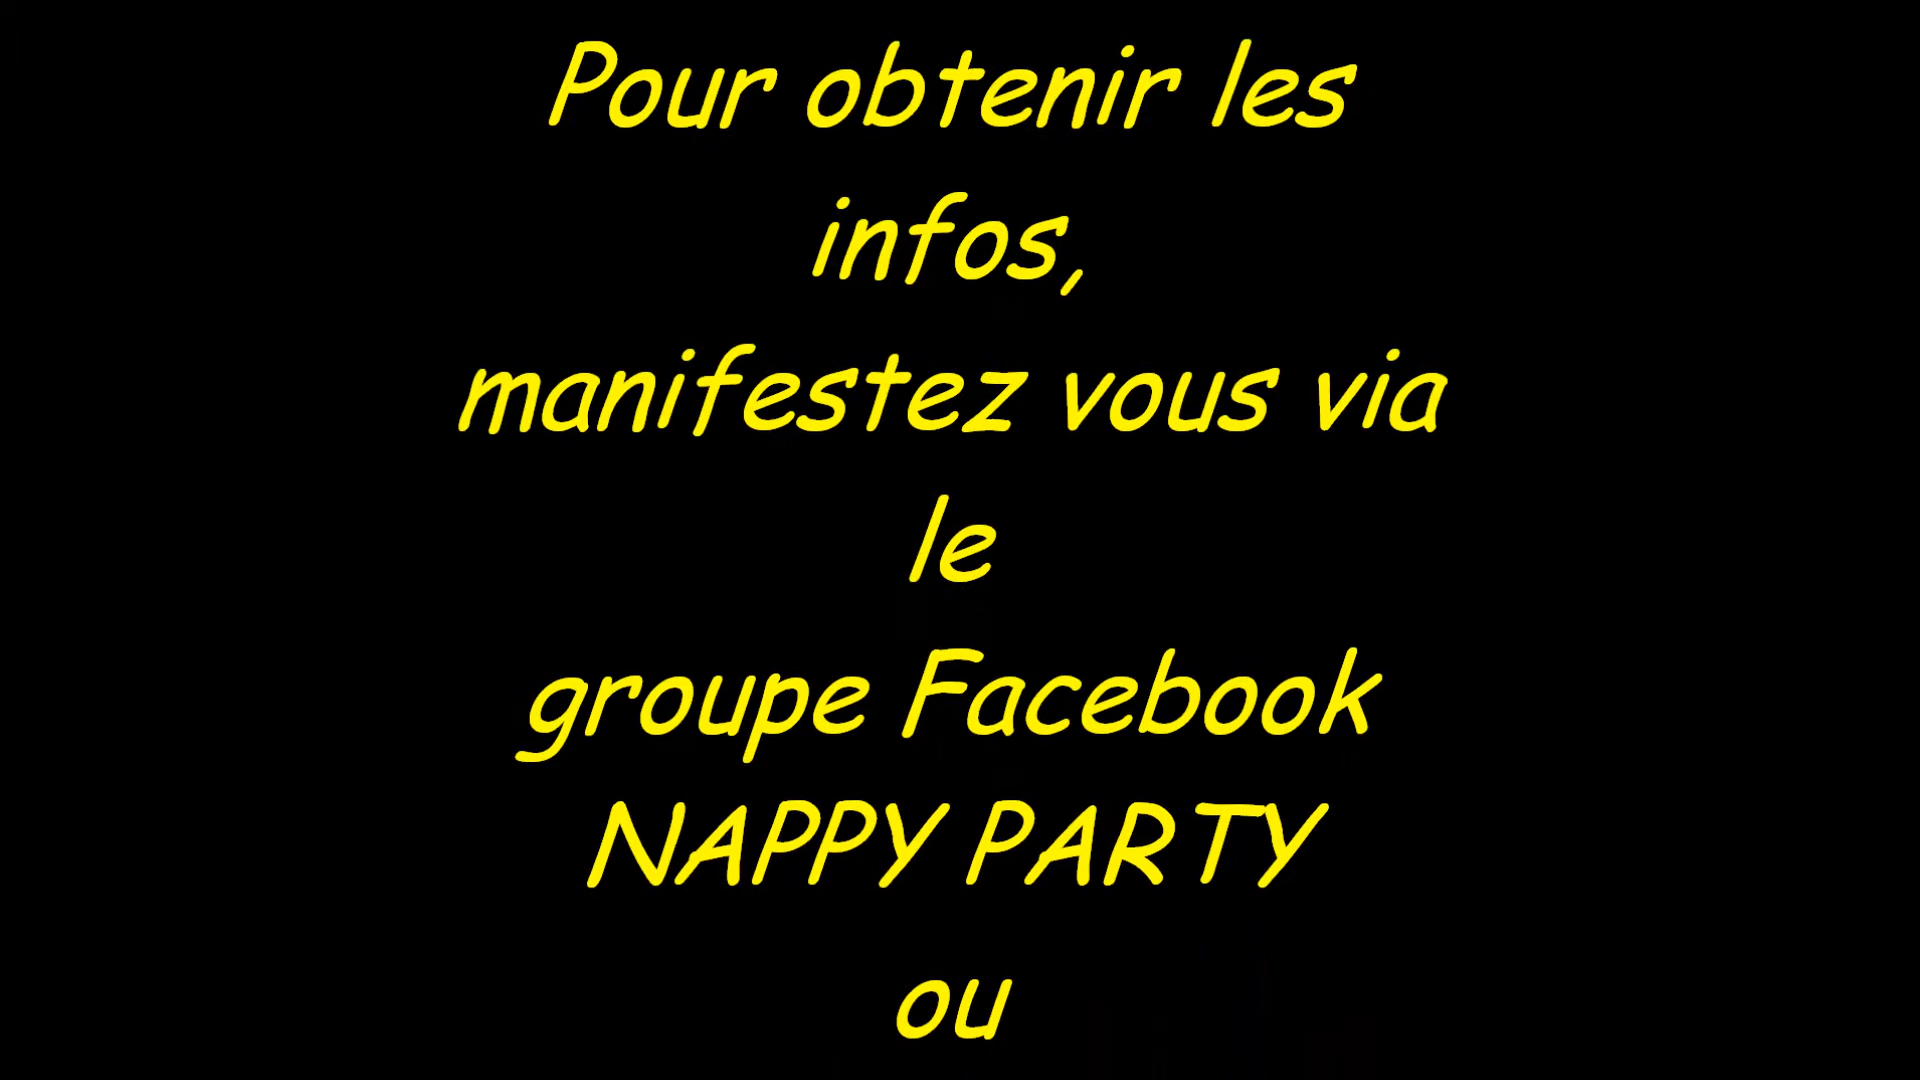 Pour obtenir les
infos,
manifestez vous via
le
groupe Facebook
NAPPY PARTY
ou